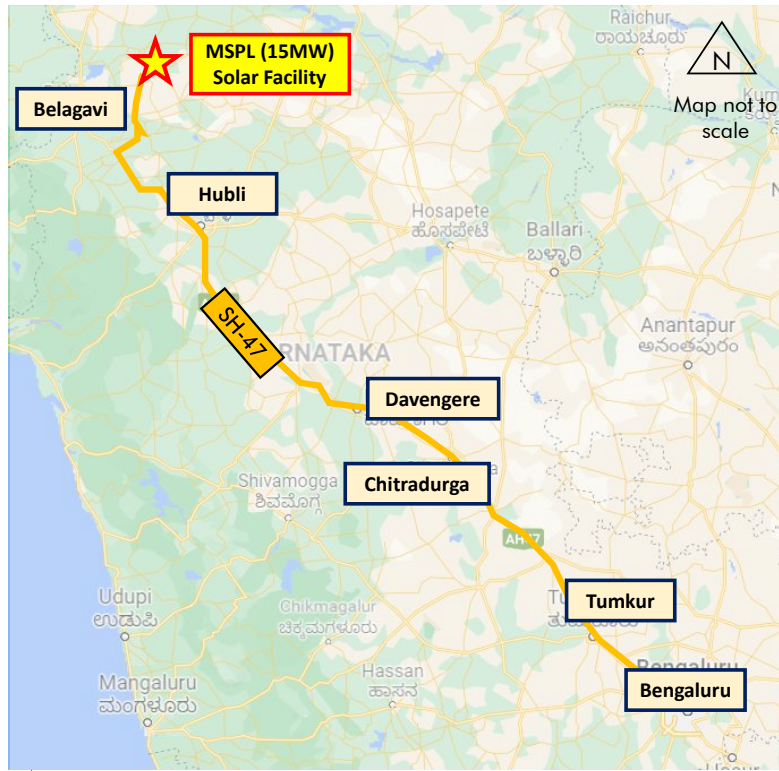 MSPL (15MW)
Solar Facility
Raichur
ರಾಯಚೂರು
N
Map not to
scale
Belagavi
Hubli
Hosapete
ಹೊಸಪೇಟೆ
Ballari
ಬಳ್ಳಾರಿ
SH-47
RNATAKA
Anantapur
అనంతపురం
Davengere
Chitradurga
Shivamogga
ಶಿವಮೊಗ್ಗ
Udupi
ಉಡುಪಿ
Chikmagalur
ಚಿಕ್ಕಮಗಳೂರು
Tumkur
Hassan
ಹಾಸನ
Bengaluru
Bengaluru
Mangaluru
ಮಂಗಳೂರು